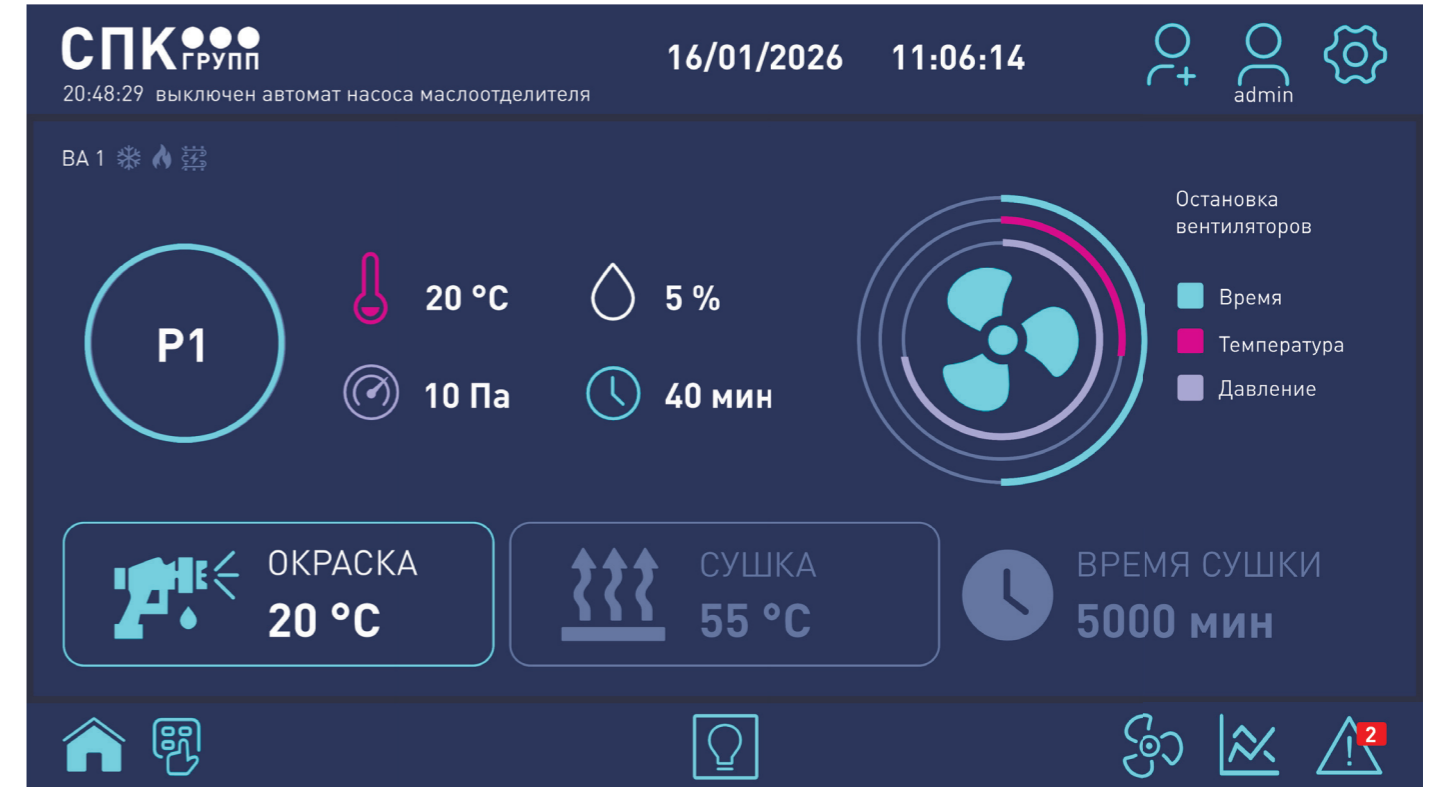 СПК
ГРУПП
16/01/2026 11:06:14
20:48:29 выключен автомат насоса маслоотделителя
admin
ВА 1
Остановка
вентиляторов
Время
Температура
Давление
P1
20 °C
5 %
10 Па
40 мин
ОКРАСКА
20 °C
СУШКА
55 °C
ВРЕМЯ СУШКИ
5000 мин
2